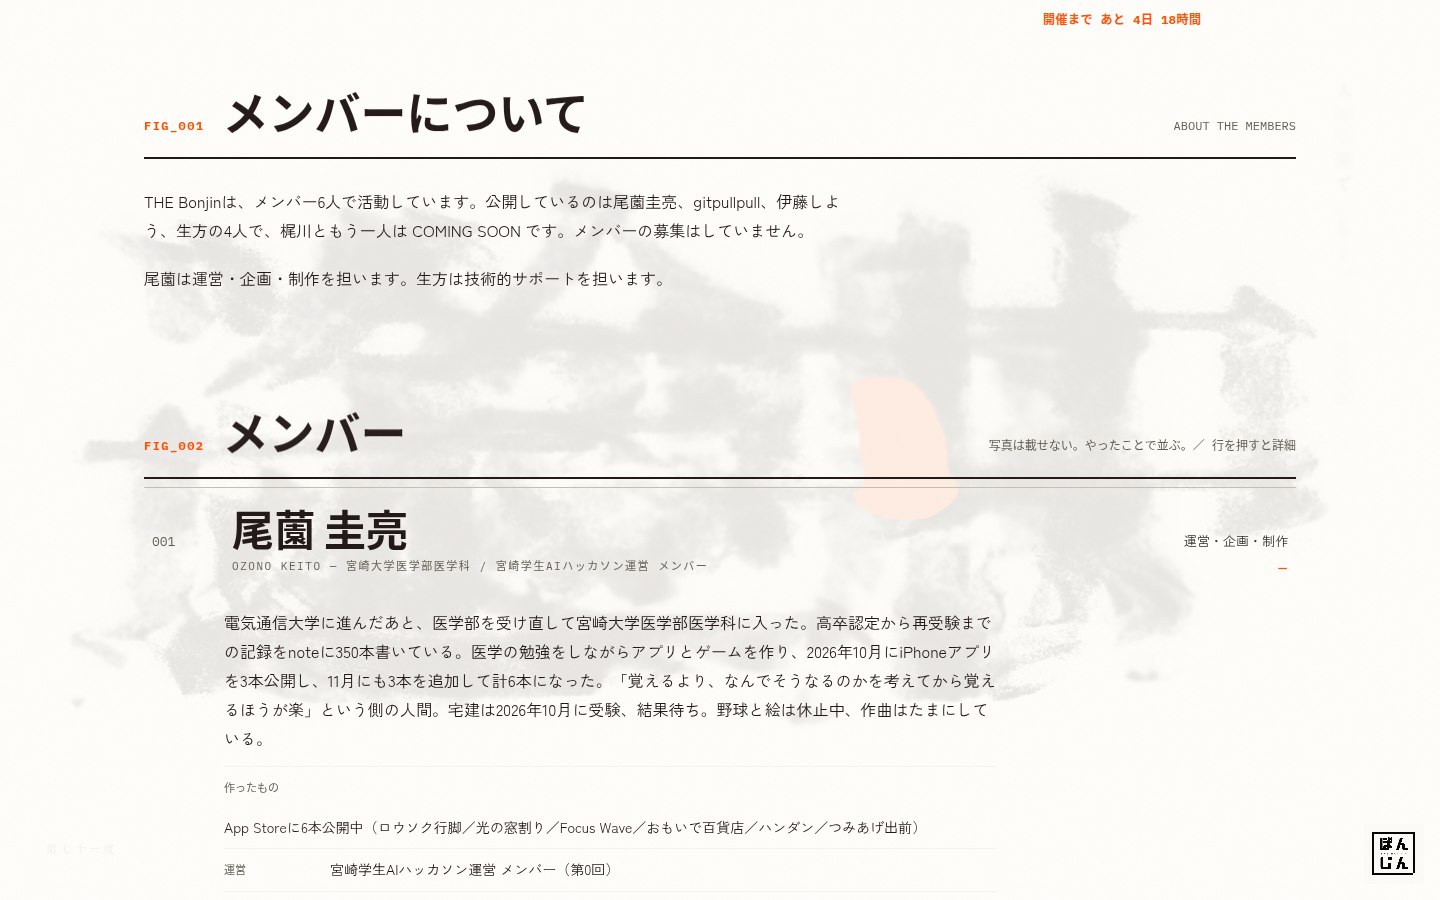 開催まで あと 4日 18時間
FIG_001 メンバーについて ABOUT THE MEMBERS
THE Bonjinは、メンバー6人で活動しています。公開しているのは尾薗圭亮、gitpullpull、伊藤しよ
う、生方の4人で、梶川ともう一人は COMING SOON です。メンバーの募集はしていません。
尾薗は運営・企画・制作を担います。生方は技術的サポートを担います。
FIG_002 メンバー 写真は載せない。やったことで並ぶ。／ 行を押すと詳細
001 尾薗 圭亮 運営・企画・制作
OZONO KEITO — 宮崎大学医学部医学科 / 宮崎学生AIハッカソン運営 メンバー —
電気通信大学に進んだあと、医学部を受け直して宮崎大学医学部医学科に入った。高卒認定から再受験まで
の記録をnoteに350本書いている。医学の勉強をしながらアプリとゲームを作り、2026年10月にiPhoneアプリ
を3本公開し、11月にも3本を追加して計6本になった。「覚えるより、なんでそうなるのかを考えてから覚え
るほうが楽」という側の人間。宅建は2026年10月に受験、結果待ち。野球と絵は休止中、作曲はたまにして
いる。
作ったもの
App Storeに6本公開中（ロウソク行脚／光の窓割り／Focus Wave／おもいで百貨店／ハンダン／つみあげ出前）
運営 宮崎学生AIハッカソン運営 メンバー（第0回）
ぼん
じん